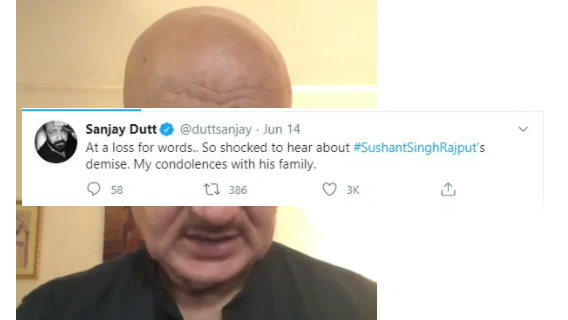 Sanjay Dutt @duttsanjay · Jun 14
At a loss for words.. So shocked to hear about #SushantSinghRajput's
demise. My condolences with his family.
58 386 3K